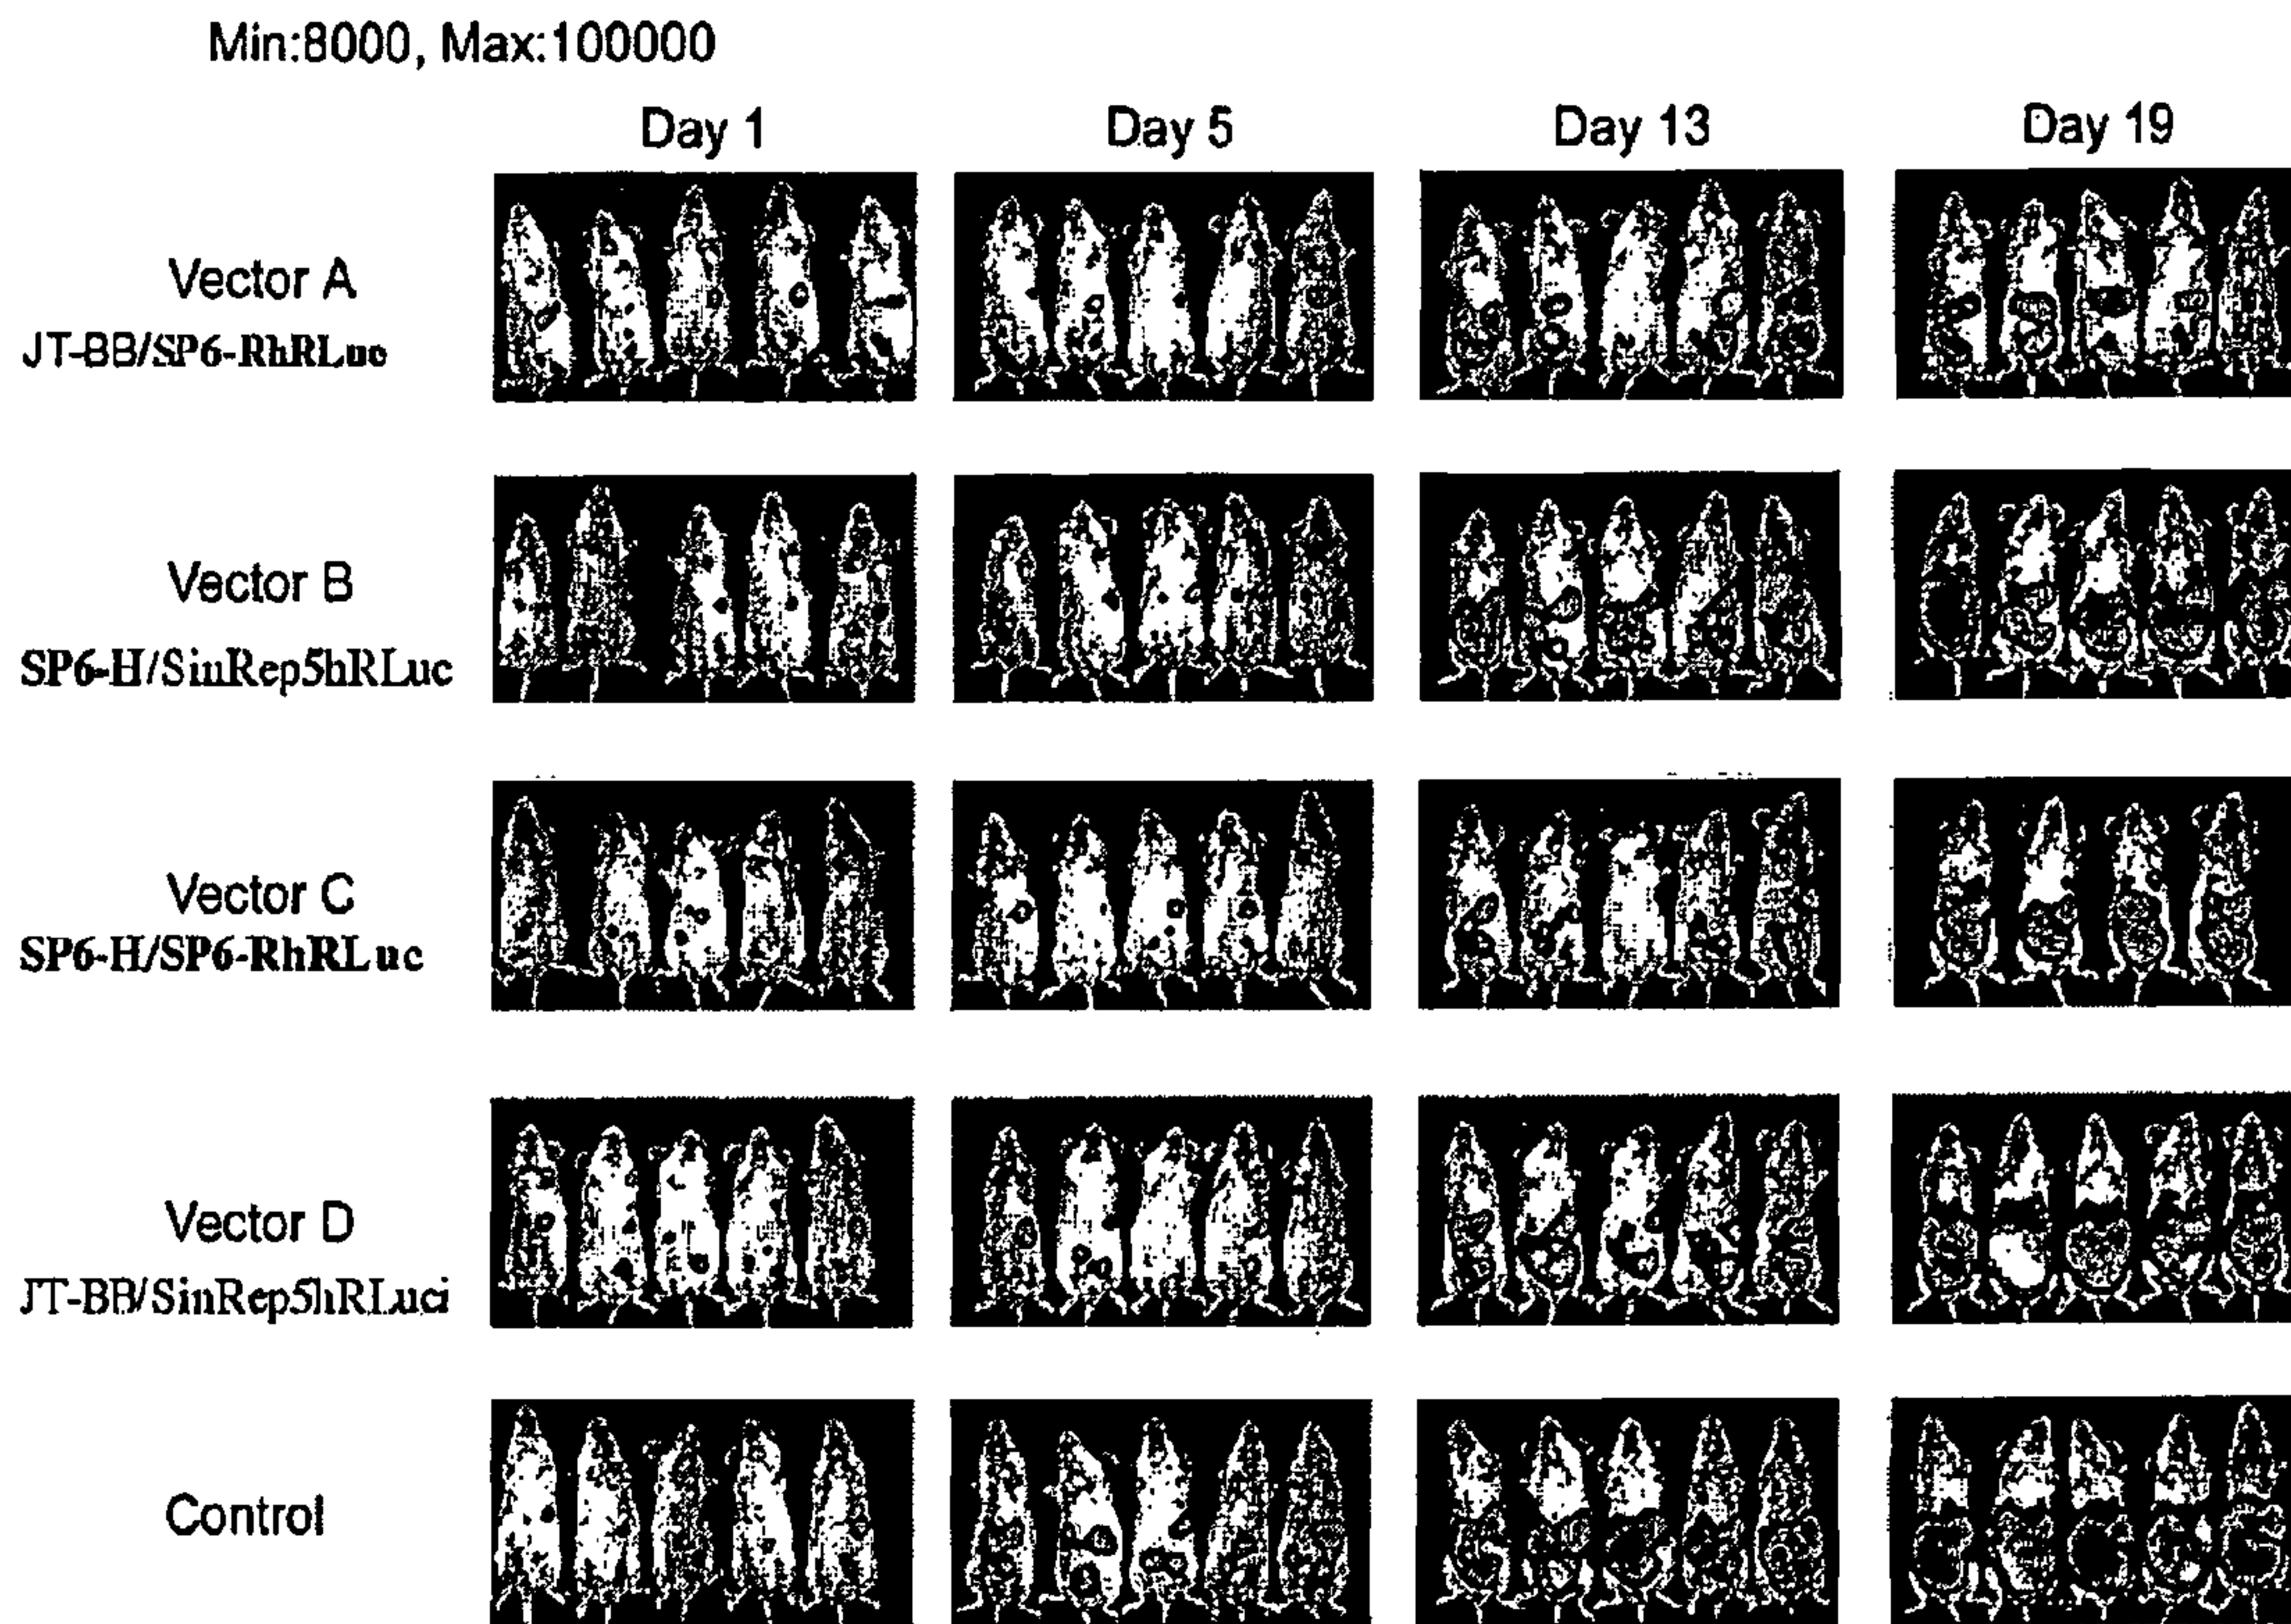 Min:8000, Max:100000
Day 1 Day 5 Day 13 Day 19
Vector A
JT-BB/SP6-RhRLuc
Vector B
SP6-H/SinRep5hRLuc
Vector C
SP6-H/SP6-RhRLuc
Vector D
JT-BB/SinRep5hRLuci
Control